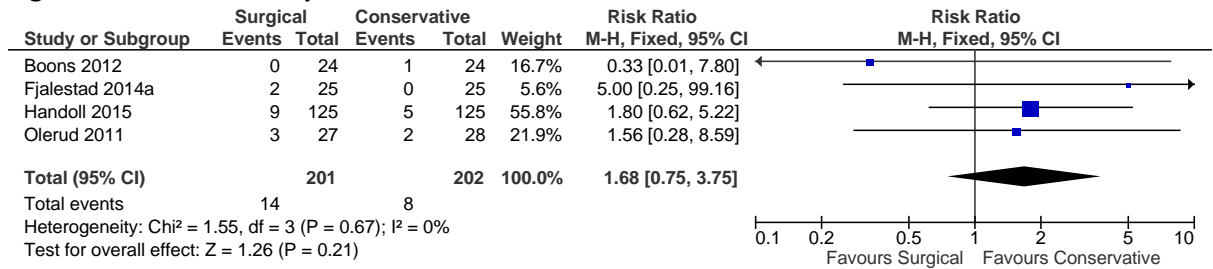 Surgical Conservative Risk Ratio Risk Ratio
Study or Subgroup Events Total Events Total Weight M-H, Fixed, 95% CI M-H, Fixed, 95% CI
Boons 2012 0 24 1 24 16.7% 0.33 [0.01, 7.80]
Fjalestad 2014a 2 25 0 25 5.6% 5.00 [0.25, 99.16]
Handoll 2015 9 125 5 125 55.8% 1.80 [0.62, 5.22]
Olerud 2011 3 27 2 28 21.9% 1.56 [0.28, 8.59]
Total (95% CI) 201 202 100.0% 1.68 [0.75, 3.75]
Total events 14 8
Heterogeneity: Chi² = 1.55, df = 3 (P = 0.67); I² = 0%
Test for overall effect: Z = 1.26 (P = 0.21)
0.1 0.2 0.5 1 2 5 10
Favours Surgical Favours Conservative